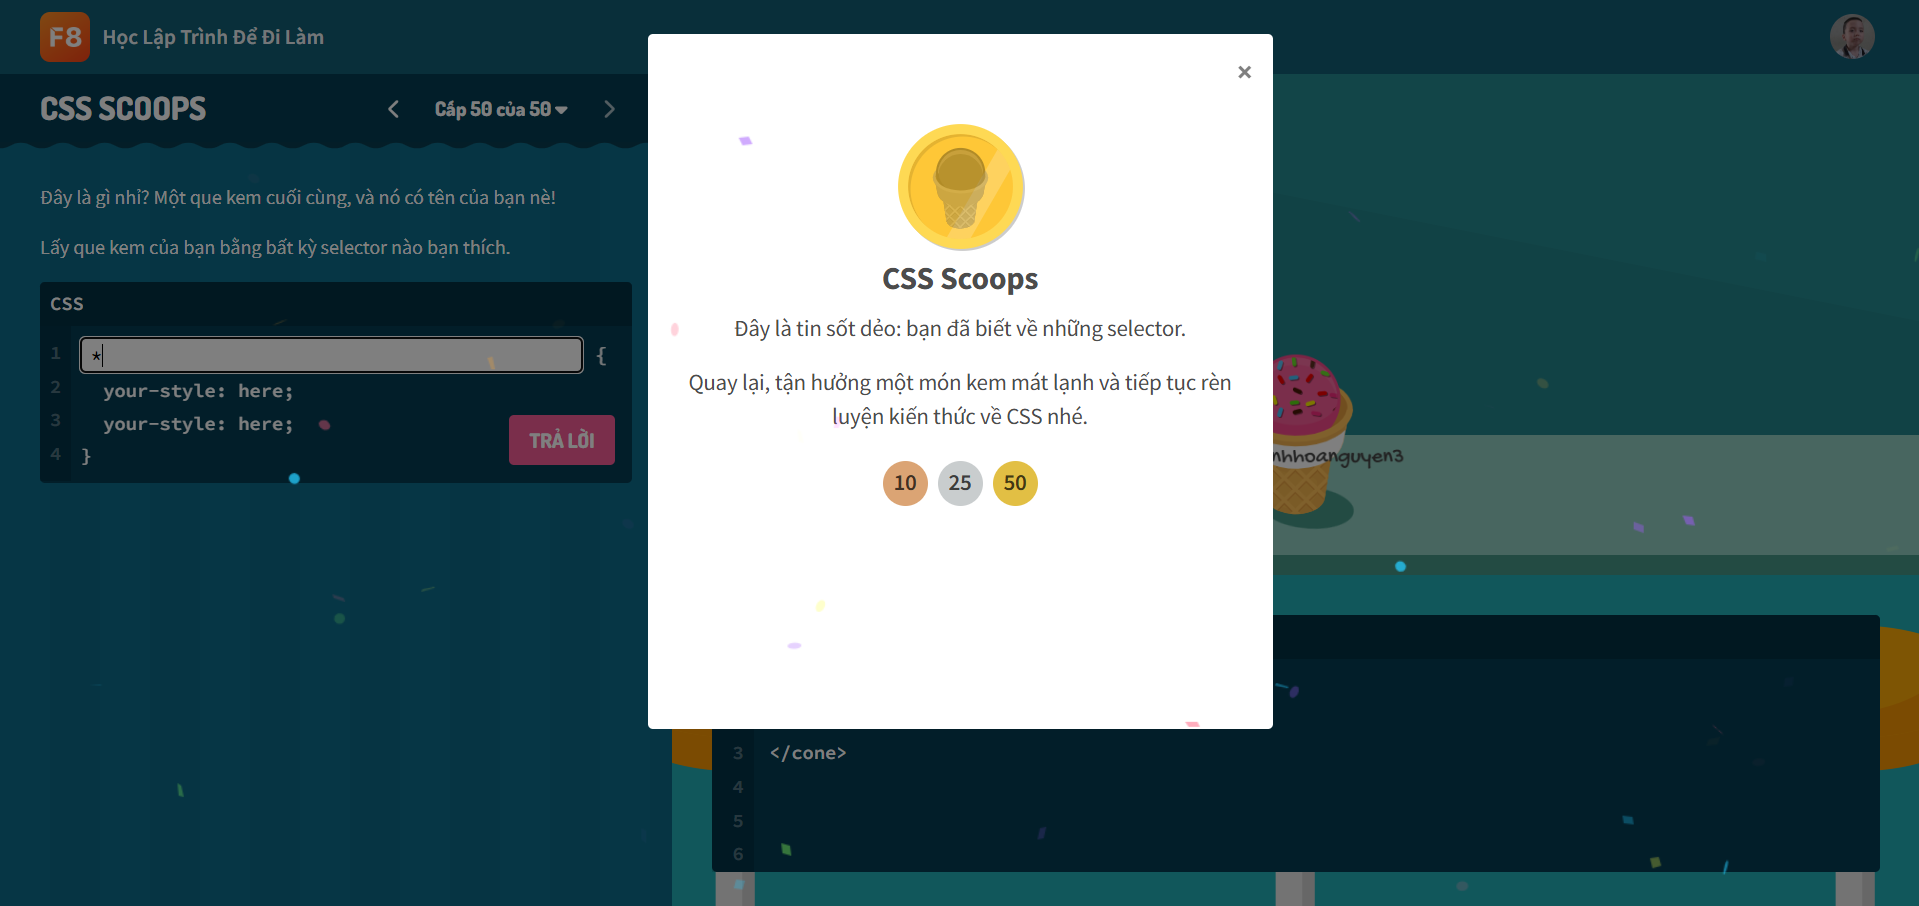 F8 Học Lập Trình Để Đi Làm
CSS SCOOPS
Cấp 50 của 50
Đây là gì nhỉ? Một que kem cuối cùng, và nó có tên của bạn nè!
Lấy que kem của bạn bằng bất kỳ selector nào bạn thích.
CSS
1 * {
2 your-style: here;
3 your-style: here;
4 }
TRẢ LỜI
×
CSS Scoops
Đây là tin sốt dẻo: bạn đã biết về những selector.
Quay lại, tận hưởng một món kem mát lạnh và tiếp tục rèn
luyện kiến thức về CSS nhé.
10 25 50
nhhoanguyen3
3 </cone>
4
5
6